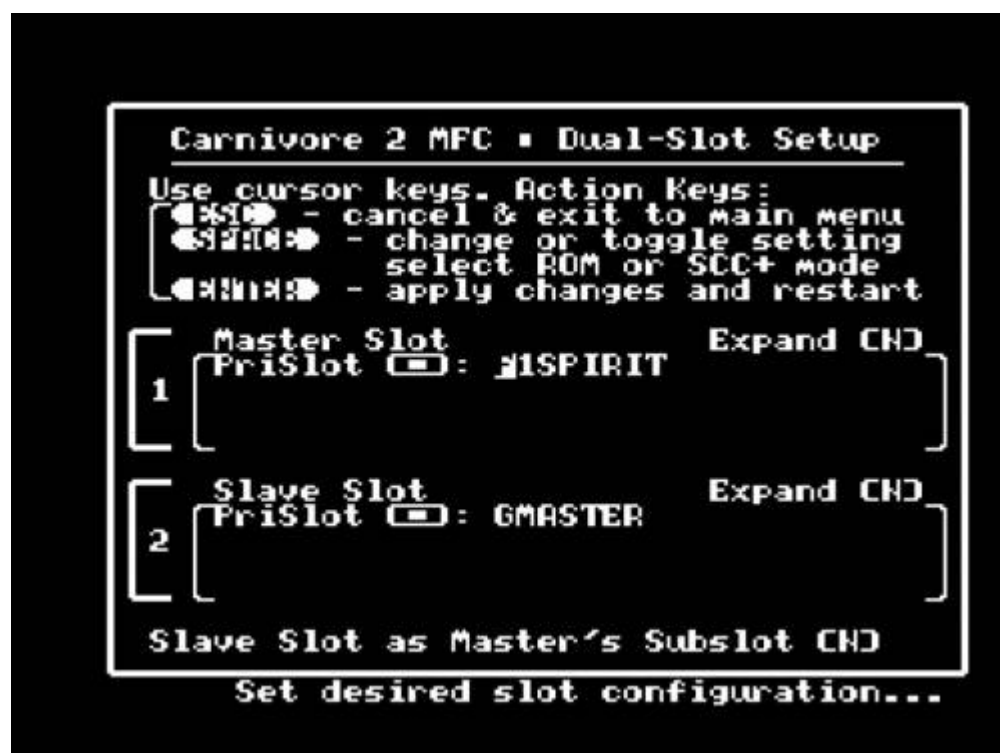 Carnivore 2 MFC ▪ Dual-Slot Setup
Use cursor keys. Action Keys:
ESC - cancel & exit to main menu
SPACE - change or toggle setting
select ROM or SCC+ mode
ENTER - apply changes and restart
Master Slot Expand [N]
1
PriSlot : F1SPIRIT
Slave Slot Expand [N]
2
PriSlot : GMASTER
Slave Slot as Master's Subslot [N]
Set desired slot configuration...